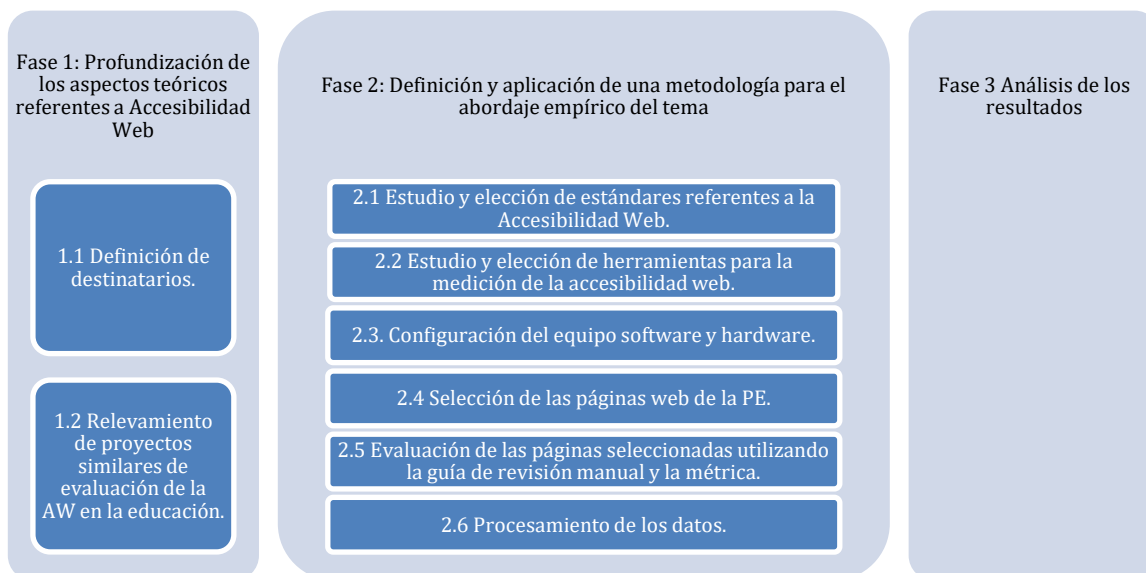 Fase 1: Profundización de
los aspectos teóricos
referentes a Accesibilidad
Web
1.1 Definición de
destinatarios.
1.2 Relevamiento
de proyectos
similares de
evaluación de la
AW en la educación.
Fase 2: Definición y aplicación de una metodología para el
abordaje empírico del tema
2.1 Estudio y elección de estándares referentes a la
Accesibilidad Web.
2.2 Estudio y elección de herramientas para la
medición de la accesibilidad web.
2.3. Configuración del equipo software y hardware.
2.4 Selección de las páginas web de la PE.
2.5 Evaluación de las páginas seleccionadas utilizando
la guía de revisión manual y la métrica.
2.6 Procesamiento de los datos.
Fase 3 Análisis de los
resultados